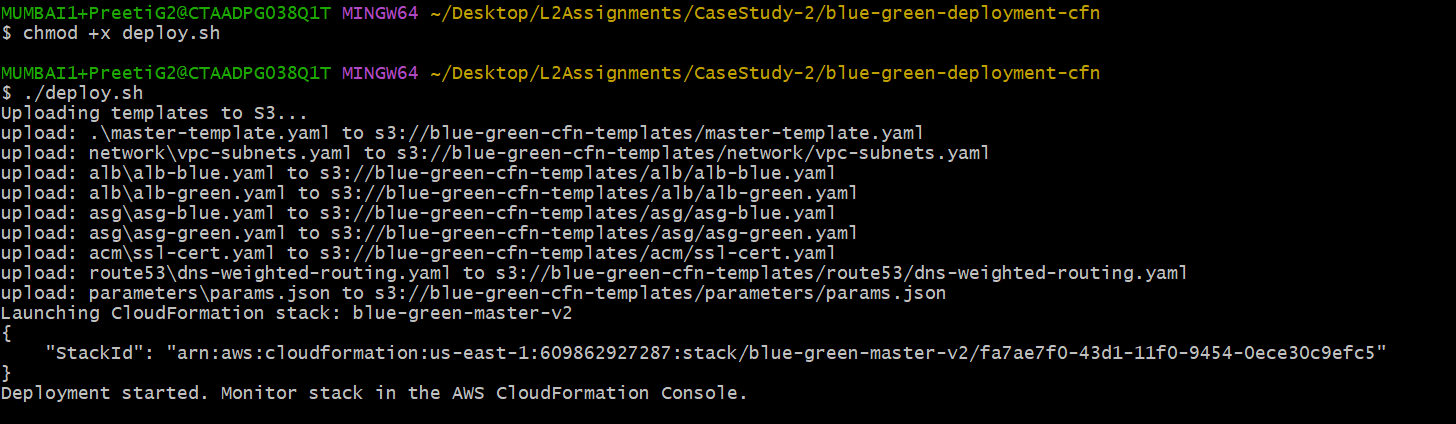 MUMBAI1+PreetiG2@CTAADPG038Q1T MINGW64 ~/Desktop/L2Assignments/CaseStudy-2/blue-green-deployment-cfn
$ chmod +x deploy.sh
MUMBAI1+PreetiG2@CTAADPG038Q1T MINGW64 ~/Desktop/L2Assignments/CaseStudy-2/blue-green-deployment-cfn
$ ./deploy.sh
Uploading templates to S3...
upload: .\master-template.yaml to s3://blue-green-cfn-templates/master-template.yaml
upload: network\vpc-subnets.yaml to s3://blue-green-cfn-templates/network/vpc-subnets.yaml
upload: alb\alb-blue.yaml to s3://blue-green-cfn-templates/alb/alb-blue.yaml
upload: alb\alb-green.yaml to s3://blue-green-cfn-templates/alb/alb-green.yaml
upload: asg\asg-blue.yaml to s3://blue-green-cfn-templates/asg/asg-blue.yaml
upload: asg\asg-green.yaml to s3://blue-green-cfn-templates/asg/asg-green.yaml
upload: acm\ssl-cert.yaml to s3://blue-green-cfn-templates/acm/ssl-cert.yaml
upload: route53\dns-weighted-routing.yaml to s3://blue-green-cfn-templates/route53/dns-weighted-routing.yaml
upload: parameters\params.json to s3://blue-green-cfn-templates/parameters/params.json
Launching CloudFormation stack: blue-green-master-v2
{
    "StackId": "arn:aws:cloudformation:us-east-1:609862927287:stack/blue-green-master-v2/fa7ae7f0-43d1-11f0-9454-0ece30c9efc5"
}
Deployment started. Monitor stack in the AWS CloudFormation Console.